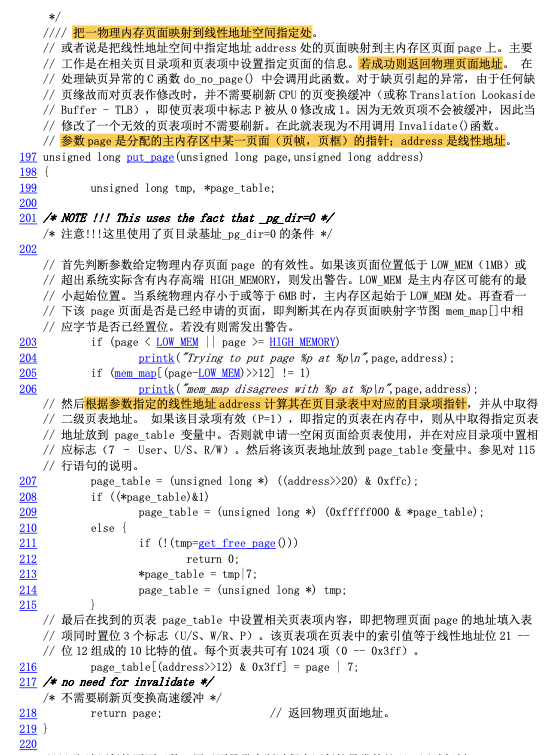 */
//// 把一物理内存页面映射到线性地址空间指定处。
// 或者说是把线性地址空间中指定地址 address 处的页面映射到主内存区页面 page 上。主要
// 工作是在相关页目录项和页表项中设置指定页面的信息。若成功则返回物理页面地址。 在
// 处理缺页异常的 C 函数 do_no_page() 中会调用此函数。对于缺页引起的异常，由于任何缺
// 页缘故而对页表作修改时，并不需要刷新 CPU 的页变换缓冲（或称 Translation Lookaside
// Buffer - TLB），即使页表项中标志 P 被从 0 修改成 1。因为无效页项不会被缓冲，因此当
// 修改了一个无效的页表项时不需要刷新。在此就表现为不用调用 Invalidate()函数。
// 参数 page 是分配的主内存区中某一页面（页帧，页框）的指针；address 是线性地址。
197 unsigned long put_page(unsigned long page,unsigned long address)
198 {
199 unsigned long tmp, *page_table;
200
201 /* NOTE !!! This uses the fact that _pg_dir=0 */
/* 注意!!!这里使用了页目录基址_pg_dir=0 的条件 */
202
// 首先判断参数给定物理内存页面 page 的有效性。如果该页面位置低于 LOW_MEM（1MB）或
// 超出系统实际含有内存高端 HIGH_MEMORY，则发出警告。LOW_MEM 是主内存区可能有的最
// 小起始位置。当系统物理内存小于或等于 6MB 时，主内存区起始于 LOW_MEM 处。再查看一
// 下该 page 页面是否是已经申请的页面，即判断其在内存页面映射字节图 mem_map[]中相
// 应字节是否已经置位。若没有则需发出警告。
203 if (page < LOW_MEM || page >= HIGH_MEMORY)
204 printk("Trying to put page %p at %p\n",page,address);
205 if (mem_map[(page-LOW_MEM)>>12] != 1)
206 printk("mem_map disagrees with %p at %p\n",page,address);
// 然后根据参数指定的线性地址 address 计算其在页目录表中对应的目录项指针，并从中取得
// 二级页表地址。 如果该目录项有效（P=1），即指定的页表在内存中，则从中取得指定页表
// 地址放到 page_table 变量中。否则就申请一空闲页面给页表使用，并在对应目录项中置相
// 应标志（7 - User、U/S、R/W）。然后将该页表地址放到 page_table 变量中。参见对 115
// 行语句的说明。
207 page_table = (unsigned long *) ((address>>20) & 0xffc);
208 if ((*page_table)&1)
209 page_table = (unsigned long *) (0xfffff000 & *page_table);
210 else {
211 if (!(tmp=get_free_page()))
212 return 0;
213 *page_table = tmp|7;
214 page_table = (unsigned long *) tmp;
215 }
// 最后在找到的页表 page_table 中设置相关页表项内容，即把物理页面 page 的地址填入表
// 项同时置位 3 个标志（U/S、W/R、P）。该页表项在页表中的索引值等于线性地址位 21 --
// 位 12 组成的 10 比特的值。每个页表共可有 1024 项（0 -- 0x3ff）。
216 page_table[(address>>12) & 0x3ff] = page | 7;
217 /* no need for invalidate */
/* 不需要刷新页变换高速缓冲 */
218 return page; // 返回物理页面地址。
219 }
220